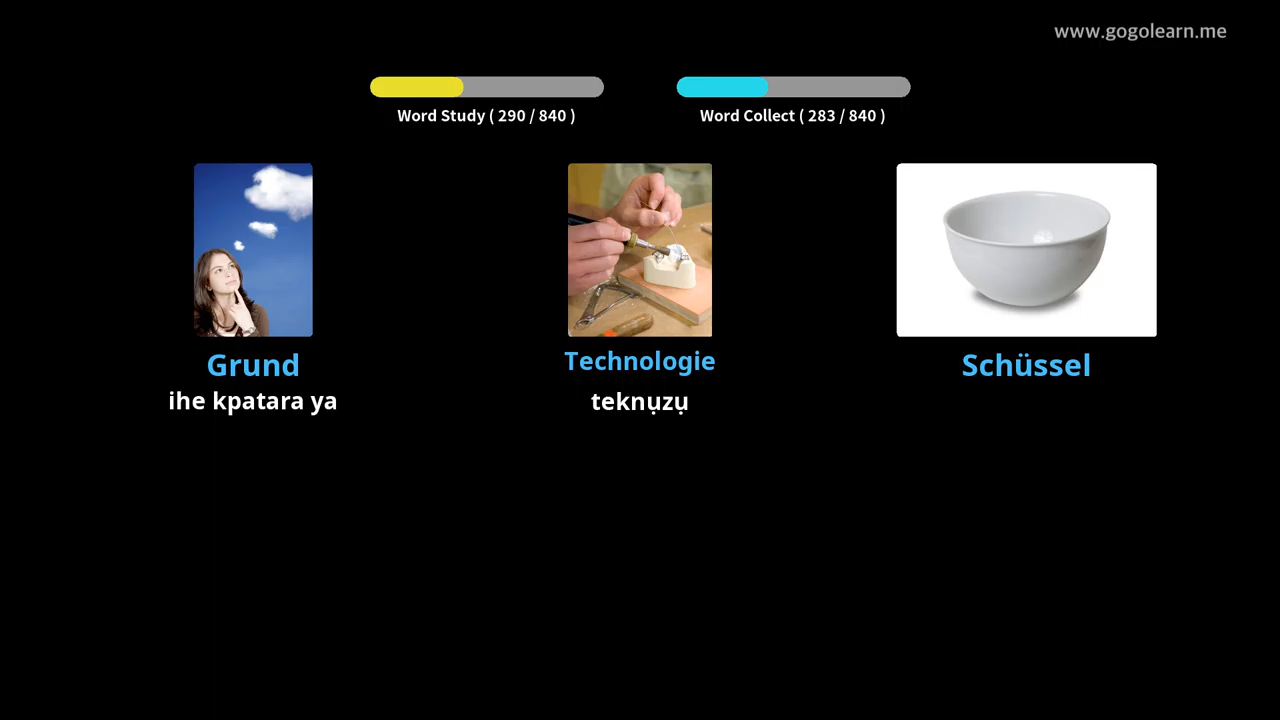 www.gogolearn.me
Word Study ( 290 / 840 )
Word Collect ( 283 / 840 )
Grund
ihe kpatara ya
Technologie
teknụzụ
Schüssel